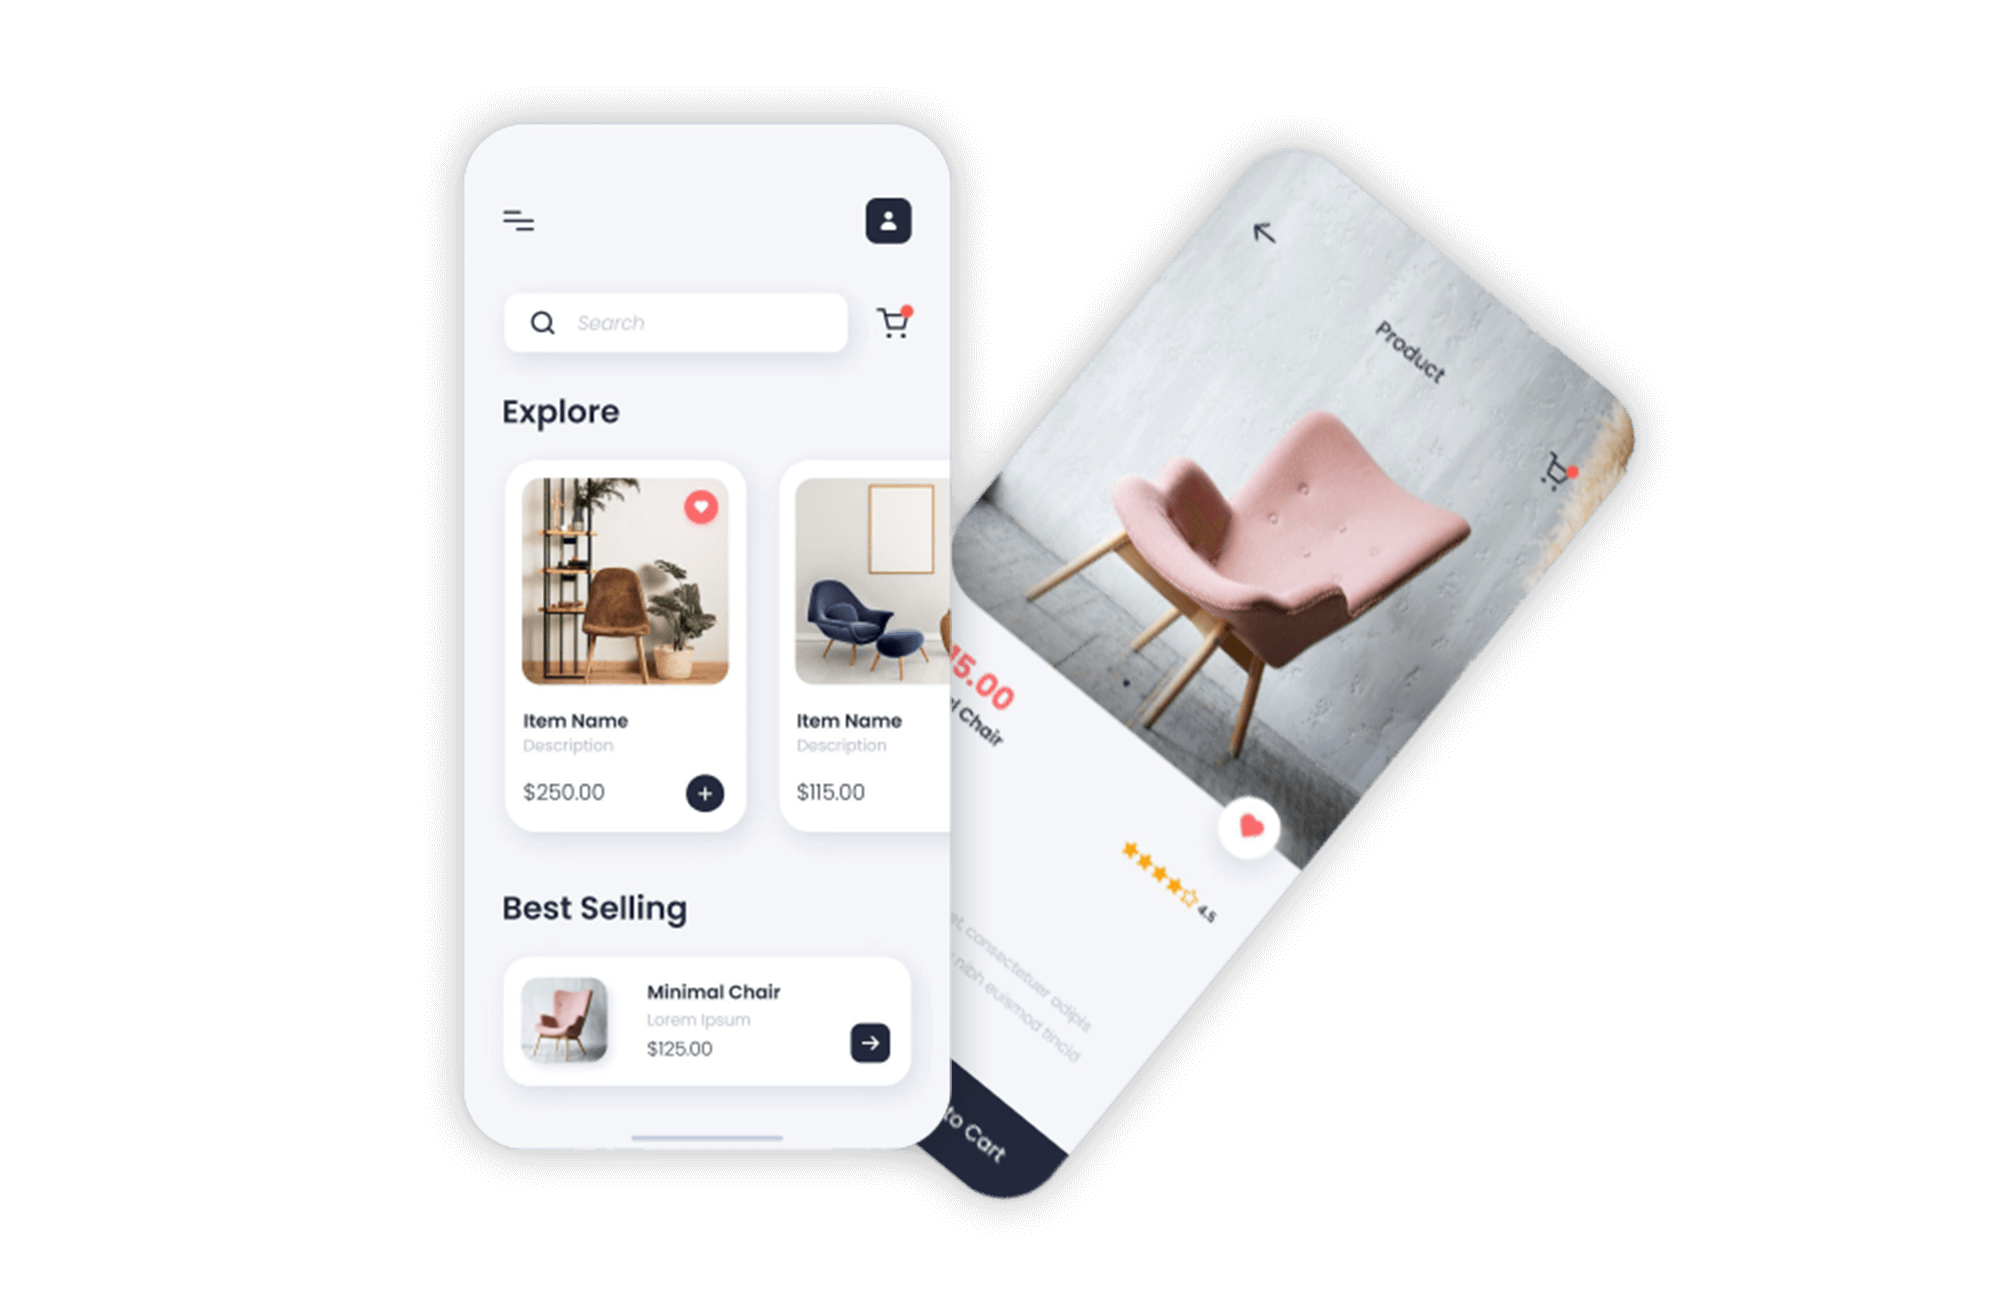 Search
Explore
Item Name
Description
$250.00
Item Name
Description
$115.00
Best Selling
Minimal Chair
Lorem Ipsum
$125.00
Product
15.00
Chair
4.5
consectetuer adipis
nibh euismod tincid
to Cart